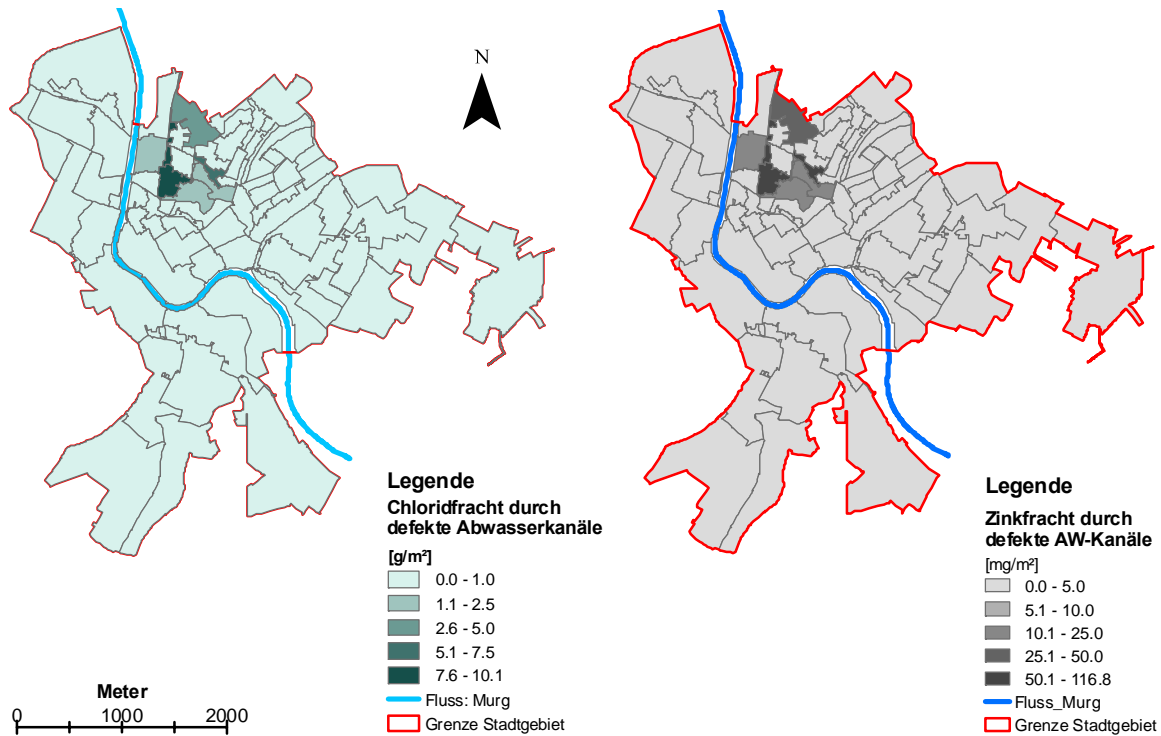 N
Legende
Chloridfracht durch
defekte Abwasserkanäle
[g/m²]
0.0 - 1.0
1.1 - 2.5
2.6 - 5.0
5.1 - 7.5
7.6 - 10.1
Fluss: Murg
Grenze Stadtgebiet
Meter
0 1000 2000
Legende
Zinkfracht durch
defekte AW-Kanäle
[mg/m²]
0.0 - 5.0
5.1 - 10.0
10.1 - 25.0
25.1 - 50.0
50.1 - 116.8
Fluss_Murg
Grenze Stadtgebiet